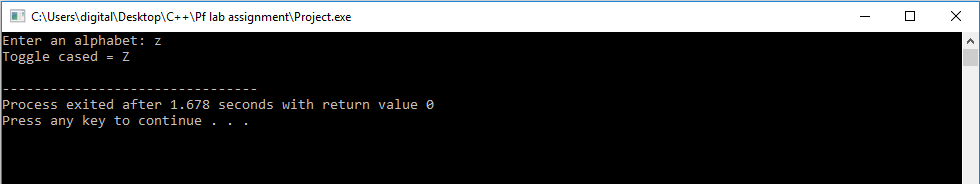 C:\Users\digital\Desktop\C++\Pf lab assignment\Project.exe
Enter an alphabet: z
Toggle cased = Z
--------------------------------
Process exited after 1.678 seconds with return value 0
Press any key to continue . . .